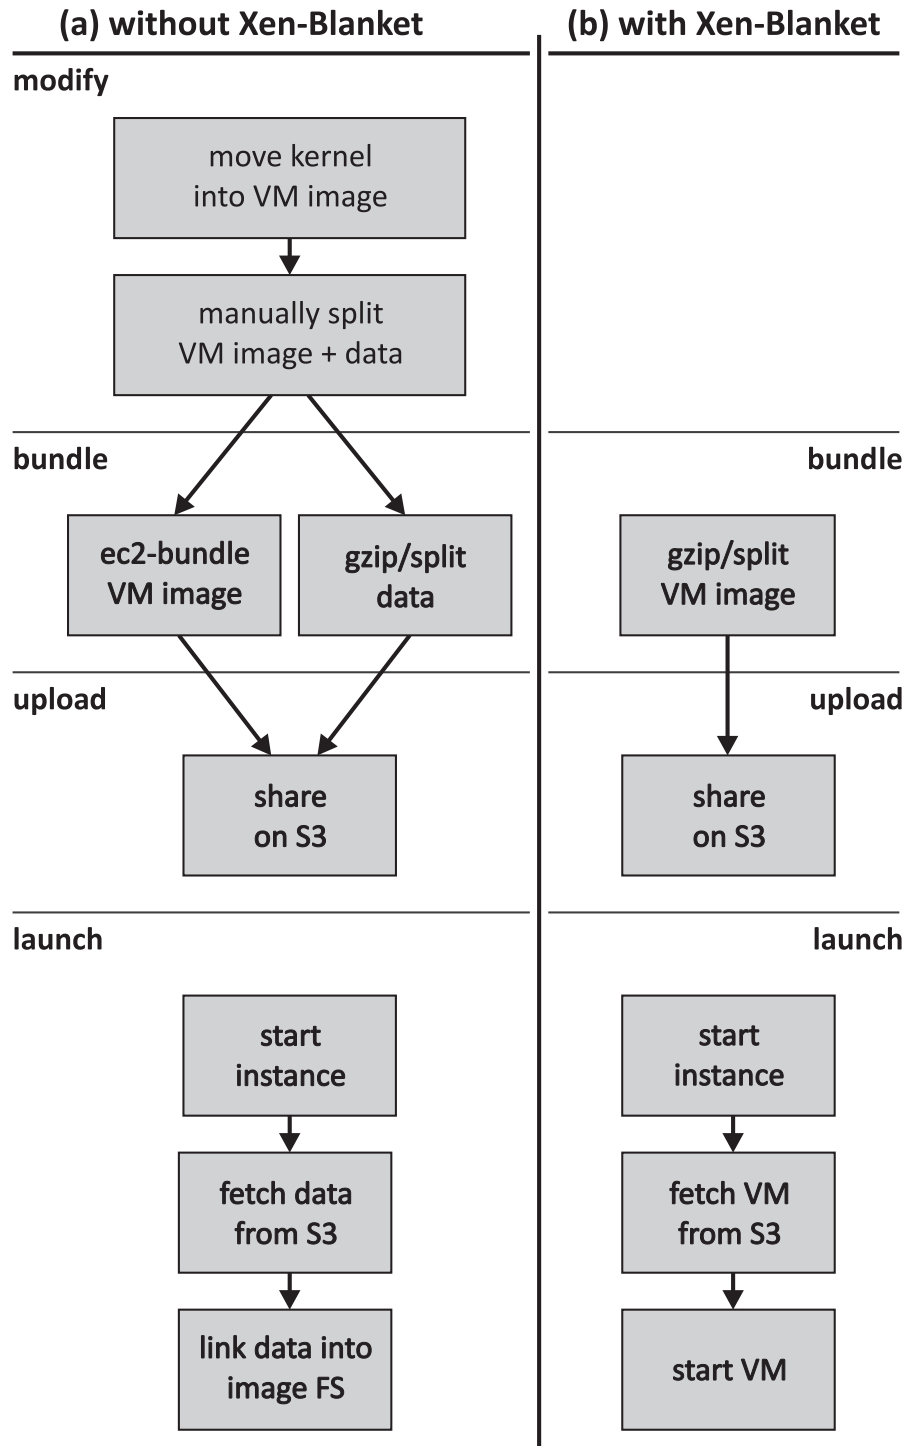 (a) without Xen-Blanket
modify
move kernel
into VM image
manually split
VM image + data
bundle
ec2-bundle
VM image
gzip/split
data
upload
share
on S3
launch
start
instance
fetch data
from S3
link data into
image FS
(b) with Xen-Blanket
bundle
gzip/split
VM image
upload
share
on S3
launch
start
instance
fetch VM
from S3
start VM